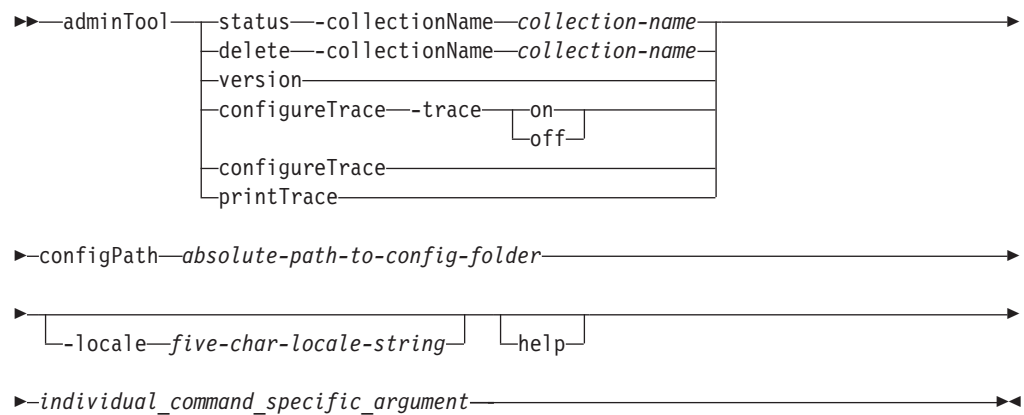 adminTool status -collectionName collection-name
delete -collectionName collection-name
version
configureTrace -trace on
off
configureTrace
printTrace
configPath absolute-path-to-config-folder
-locale five-char-locale-string help
individual_command_specific_argument